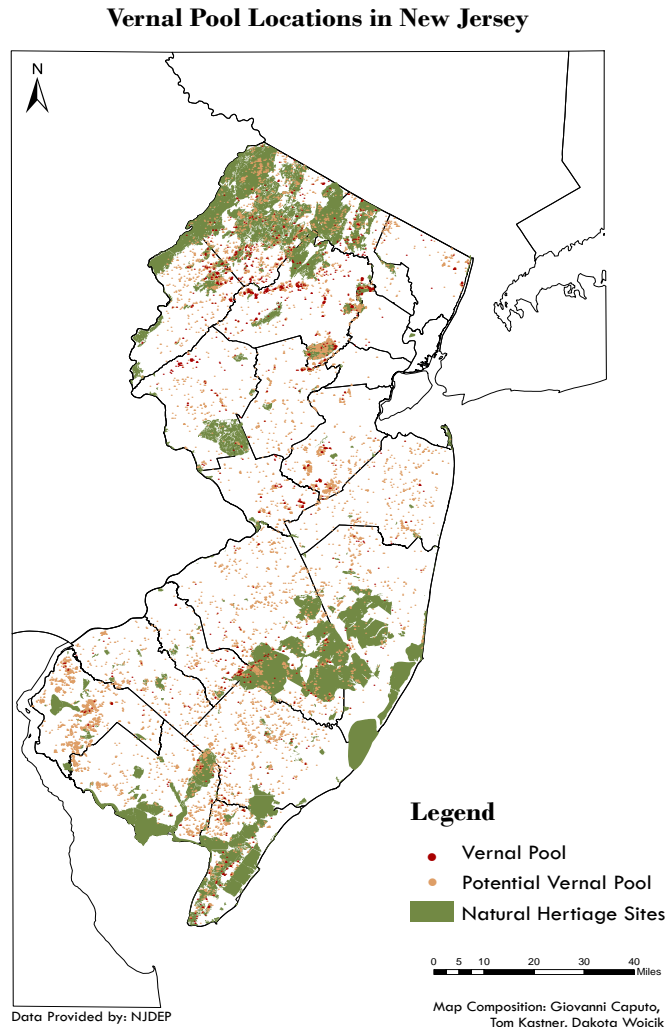 Vernal Pool Locations in New Jersey
N
Legend
Vernal Pool
Potential Vernal Pool
Natural Hertiage Sites
0 5 10 20 30 40
Miles
Data Provided by: NJDEP
Map Composition: Giovanni Caputo,
Tom Kastner, Dakota Wojcik